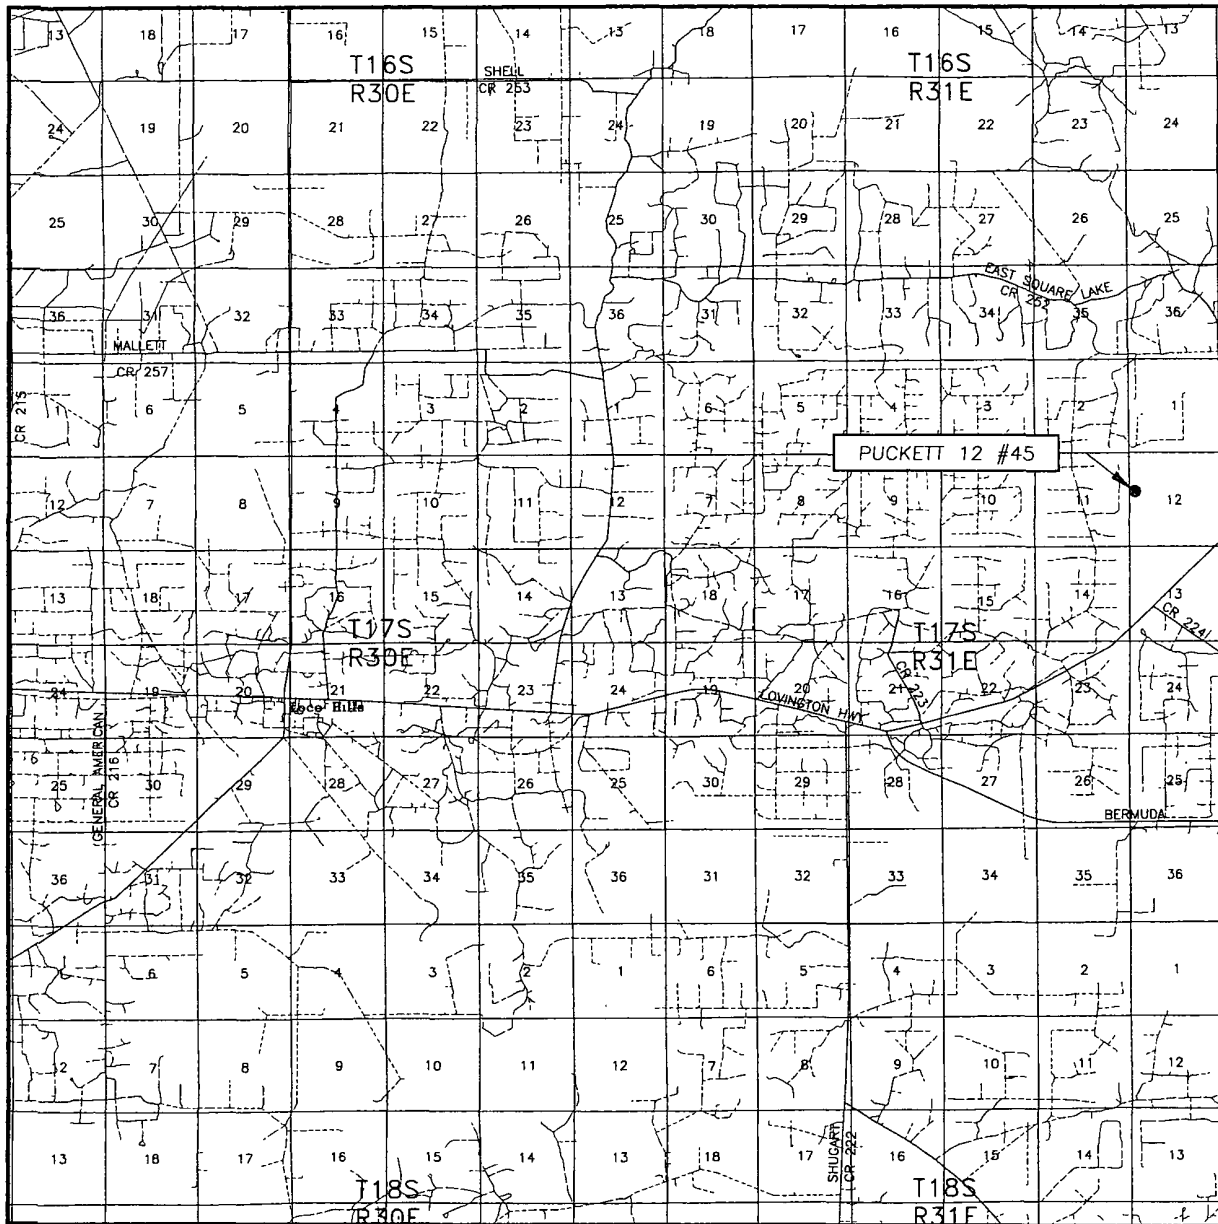 13 18 17 16 15 14 13 18 17 16 15 14 13
T16S T16S
R30E R31E
SHELL
CR 253
24 19 20 21 22 23 24 19 20 21 22 23 24
25 30 29 28 27 26 25 30 29 28 27 26 25
EAST SQUARE LAKE
CR 257
36 31 32 33 34 35 36 31 32 33 34 35 36
MALLETT
CR 257
CR 215
1 6 5 4 3 2 1 6 5 4 3 2 1
PUCKETT 12 #45
12 7 8 9 10 11 12 7 8 9 10 11 12
13 18 17 16 15 14 13 18 17 16 15 14 13
CR 224
T17S T17S
R30E R31E
24 19 20 21 22 23 24 19 20 21 22 23 24
CR 223
LOVINGTON HWY
Loco Hills
GENERAL AMERICAN
CR 216
25 30 29 28 27 26 25 30 29 28 27 26 25
BERMUDA
36 31 32 33 34 35 36 31 32 33 34 35 36
1 6 5 4 3 2 1 6 5 4 3 2 1
12 7 8 9 10 11 12 7 8 9 10 11 12
SHUGART
CR 222
13 18 17 16 15 14 13 18 17 16 15 14 13
T18S T18S
R30E R31E